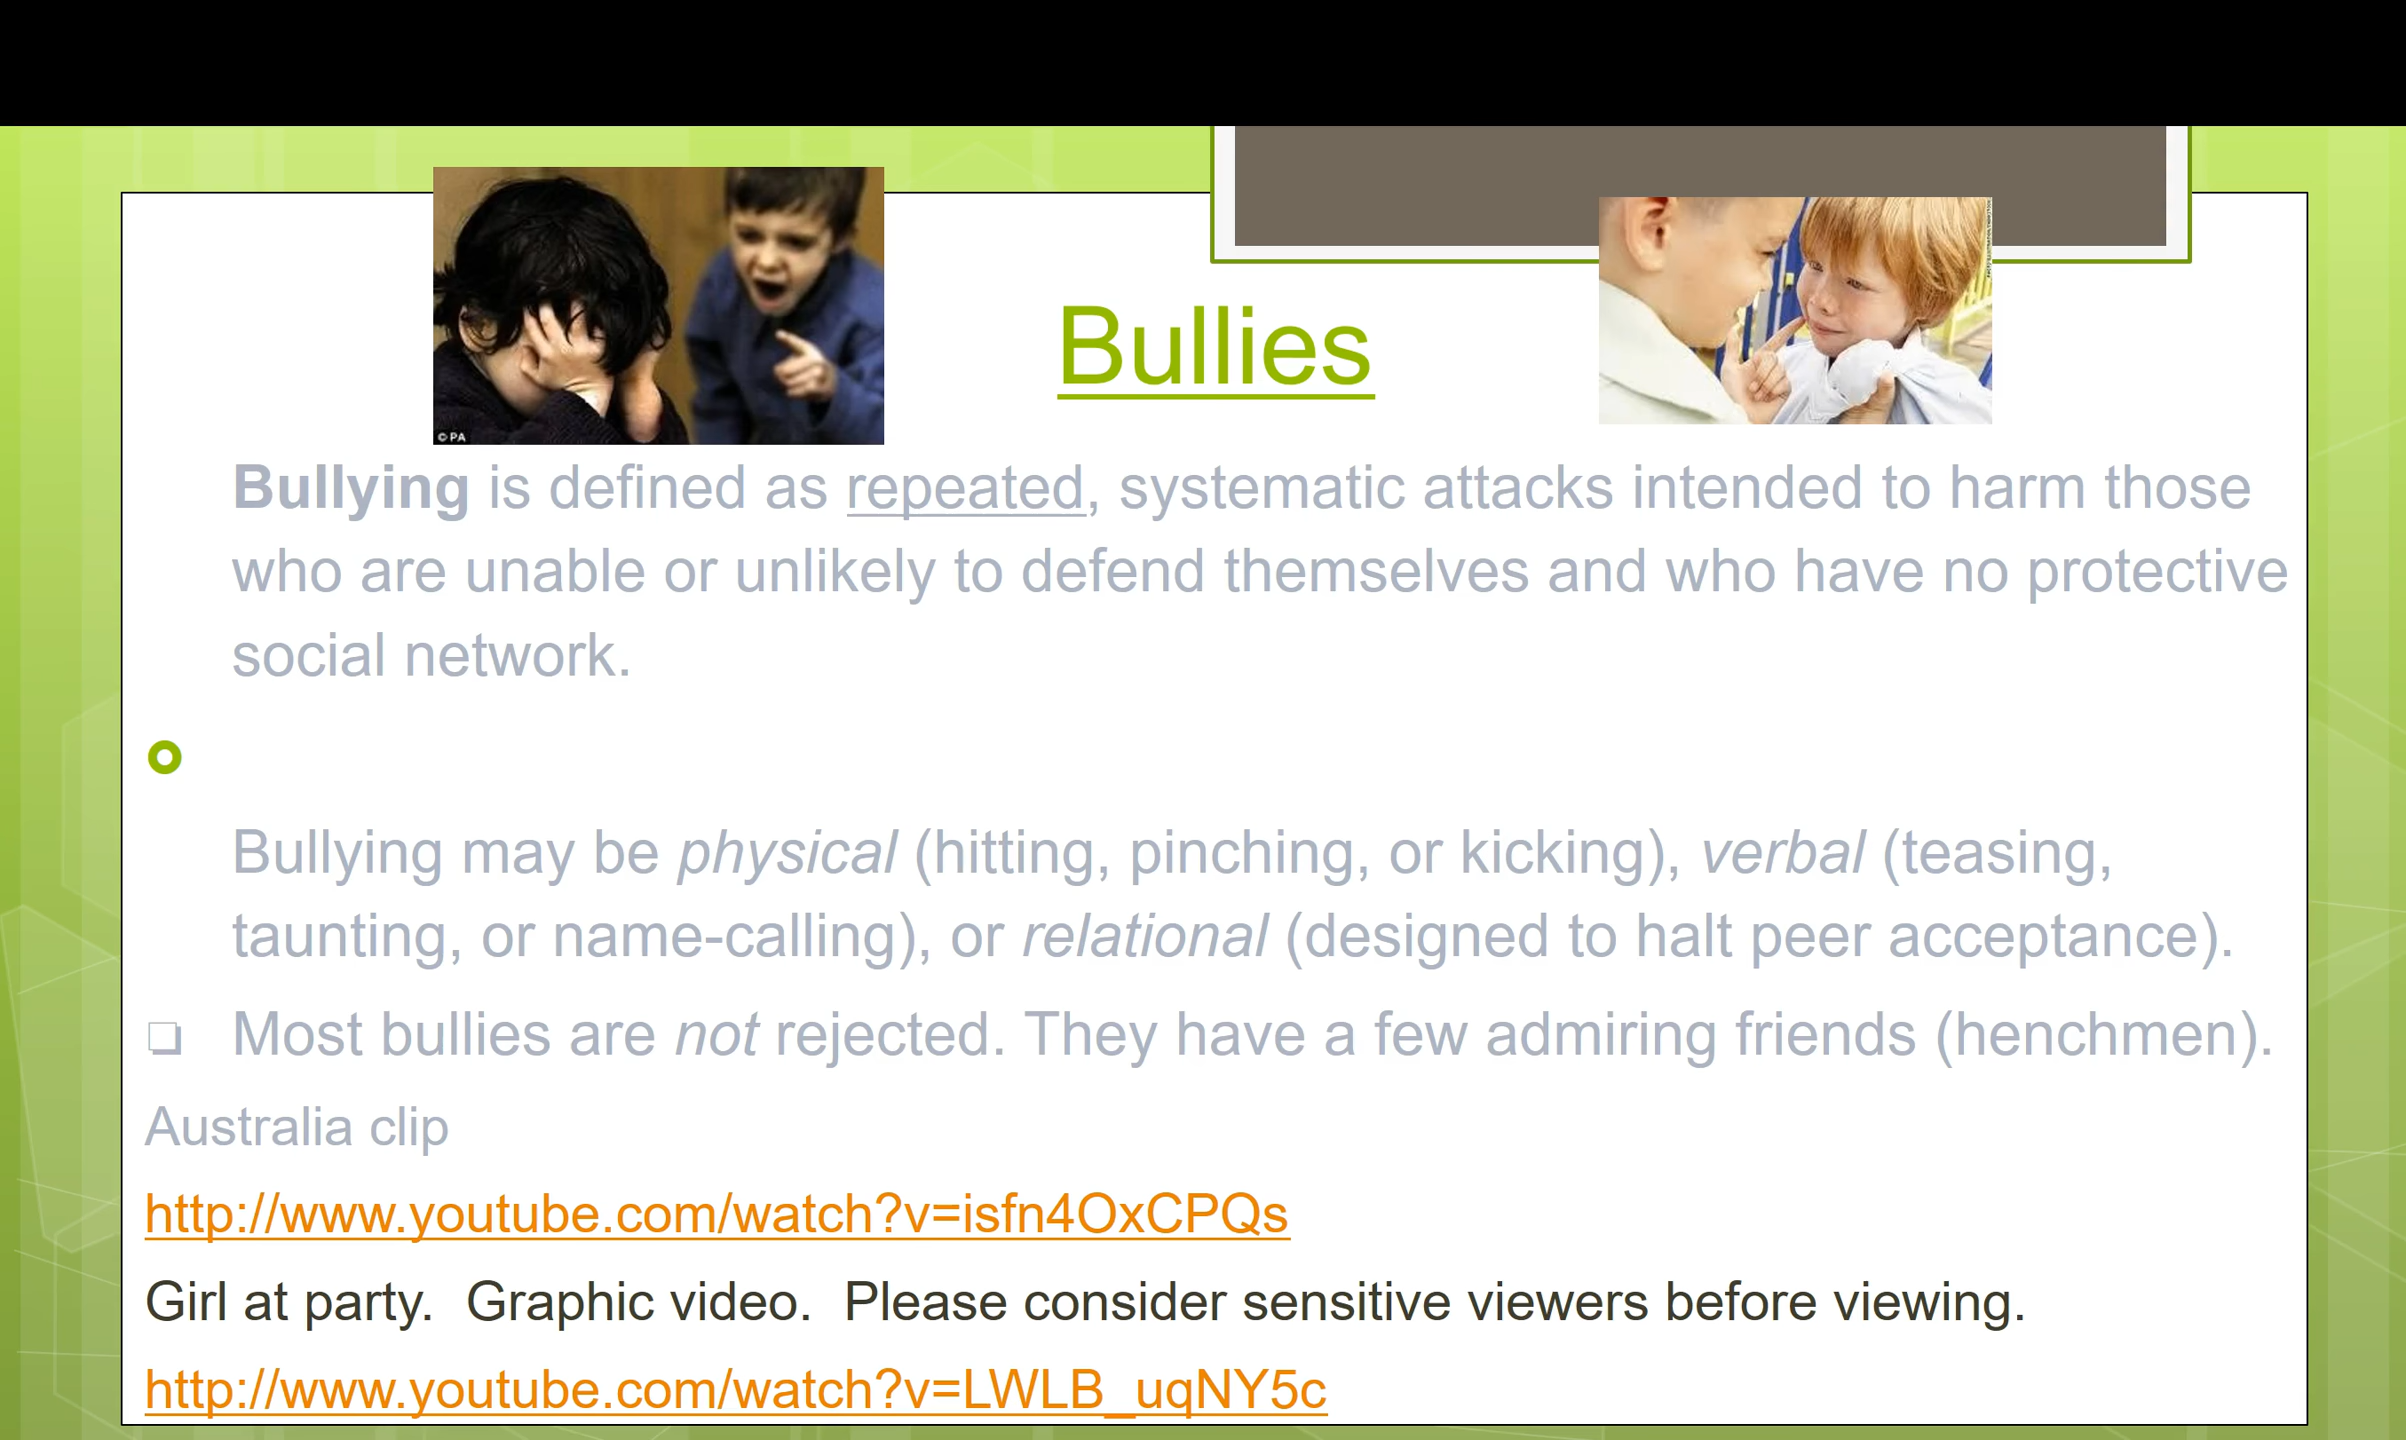 © PA
Bullies
Bullying is defined as repeated, systematic attacks intended to harm those
who are unable or unlikely to defend themselves and who have no protective
social network.
Bullying may be physical (hitting, pinching, or kicking), verbal (teasing,
taunting, or name-calling), or relational (designed to halt peer acceptance).
Most bullies are not rejected. They have a few admiring friends (henchmen).
Australia clip
http://www.youtube.com/watch?v=isfn4OxCPQs
Girl at party.  Graphic video.  Please consider sensitive viewers before viewing.
http://www.youtube.com/watch?v=LWLB_uqNY5c